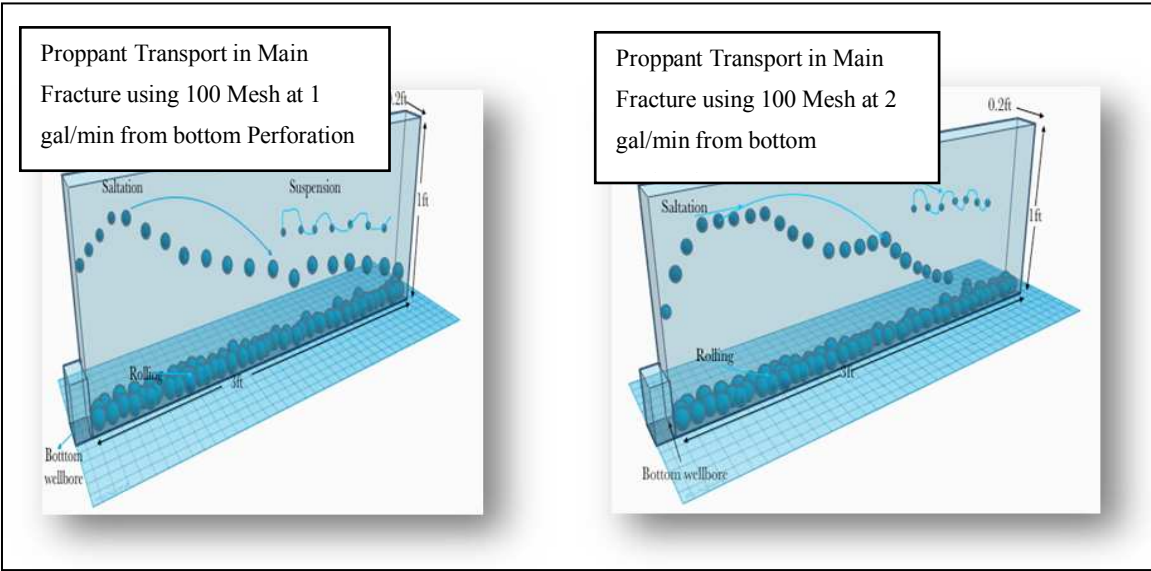 Proppant Transport in Main
Fracture using 100 Mesh at 1
gal/min from bottom Perforation
.2ft
Saltation
Suspension
1ft
Rolling
3ft
Botttom
wellbore
Proppant Transport in Main
Fracture using 100 Mesh at 2
gal/min from bottom
0.2ft
Saltation
1ft
Rolling
3ft
Bottom wellbore